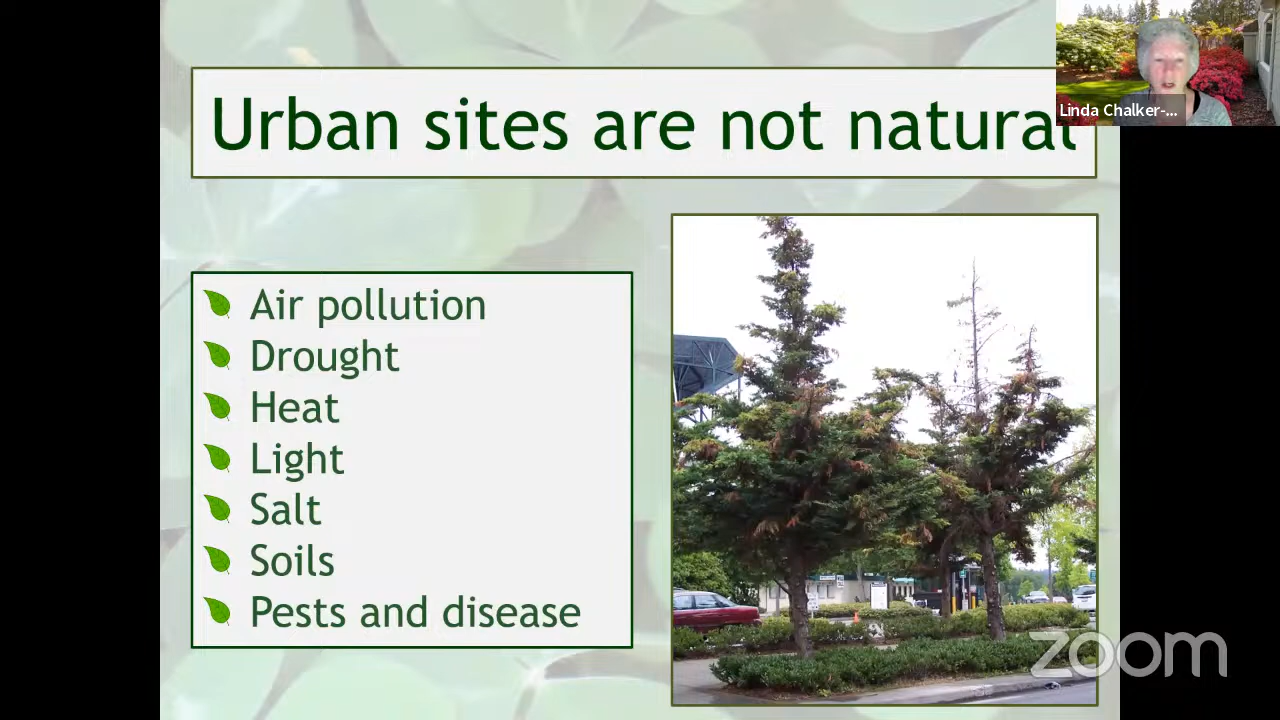 Urban sites are not natural
Linda Chalker-...
Air pollution
Drought
Heat
Light
Salt
Soils
Pests and disease
zoom